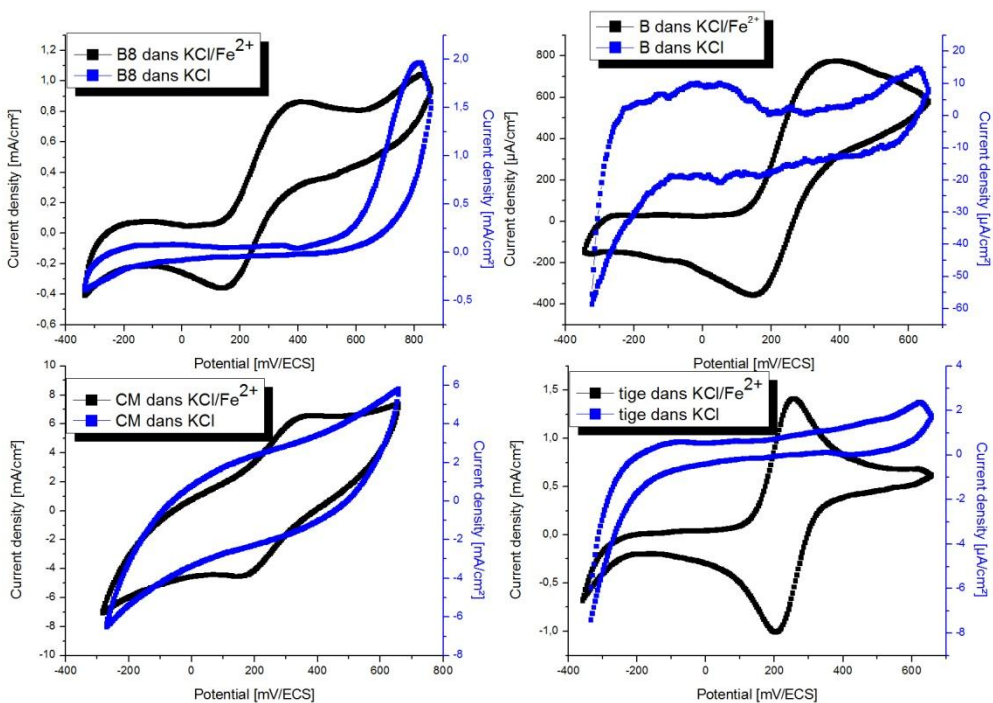 B8 dans KCl/Fe2+
B8 dans KCl
Current density [mA/cm²]
1,2
1,0
0,8
0,6
0,4
0,2
0,0
-0,2
-0,4
-0,6
-400 -200 0 200 400 600 800
Potential [mV/ECS]
2,0
1,5
1,0
0,5
0,0
-0,5
Current density [mA/cm²]
B dans KCl/Fe2+
B dans KCl
Current density [µA/cm²]
800
600
400
200
0
-200
-400
-400 -200 0 200 400 600
Potential [mV/ECS]
20
10
0
-10
-20
-30
-40
-50
-60
Current density [µA/cm²]
CM dans KCl/Fe2+
CM dans KCl
Current density [mA/cm²]
10
8
6
4
2
0
-2
-4
-6
-8
-10
-400 -200 0 200 400 600 800
Potential [mV/ECS]
6
4
2
0
-2
-4
-6
-8
Current density [mA/cm²]
tige dans KCl/Fe2+
tige dans KCl
Current density [mA/cm²]
1,5
1,0
0,5
0,0
-0,5
-1,0
-400 -200 0 200 400 600
Potential [mV/ECS]
4
2
0
-2
-4
-6
-8
Current density [µA/cm²]